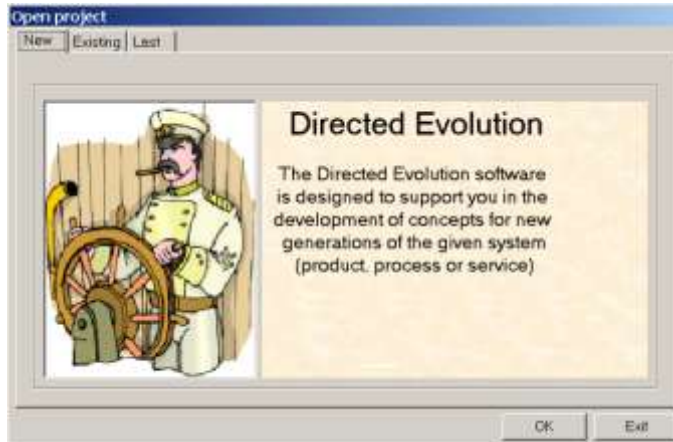 Open project
New Existing Last
Directed Evolution
The Directed Evolution software
is designed to support you in the
development of concepts for new
generations of the given system
(product, process or service)
OK Exit